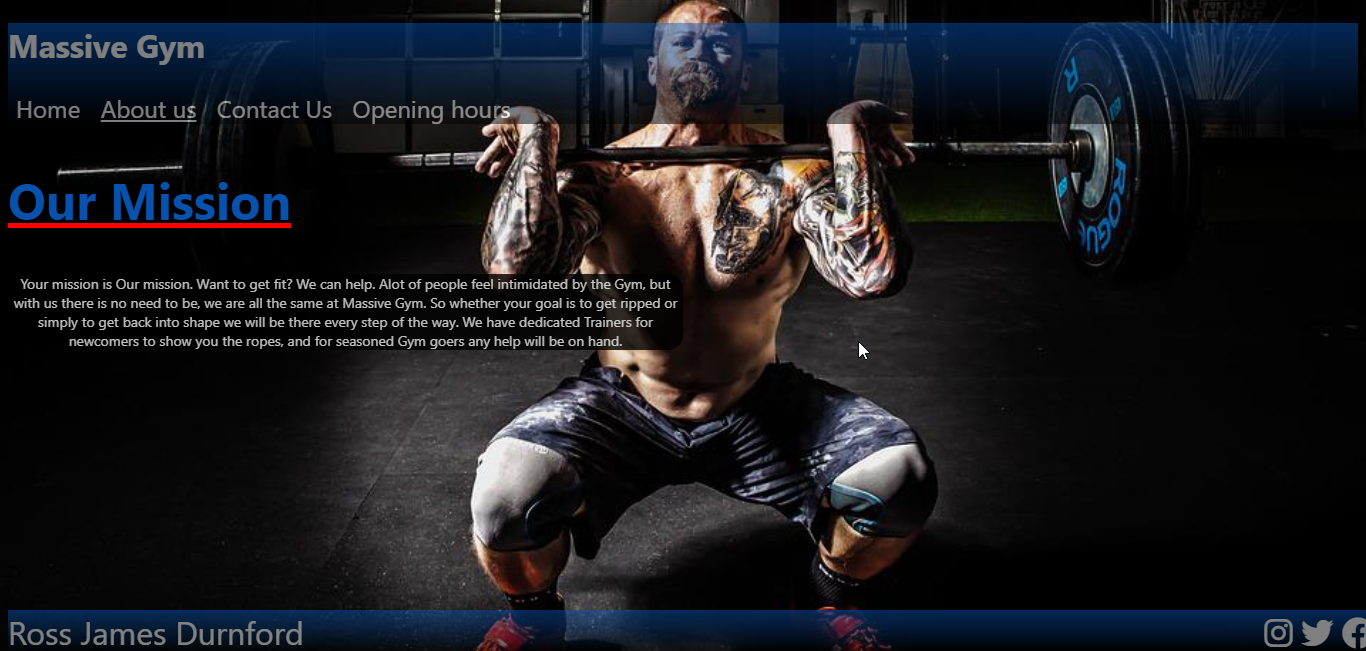 Massive Gym
Home About us Contact Us Opening hours
Our Mission
Your mission is Our mission. Want to get fit? We can help. Alot of people feel intimidated by the Gym, but
with us there is no need to be, we are all the same at Massive Gym. So whether your goal is to get ripped or
simply to get back into shape we will be there every step of the way. We have dedicated Trainers for
newcomers to show you the ropes, and for seasoned Gym goers any help will be on hand.
R
ROGU
Ross James Durnford